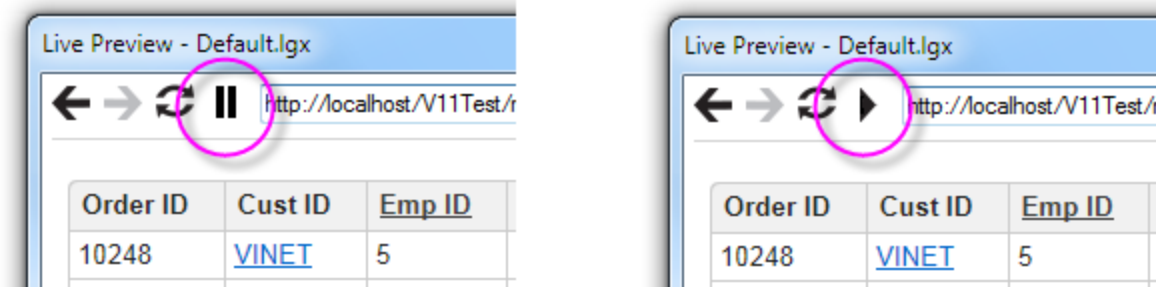 Live Preview - Default.lgx
http://localhost/V11Test/
Order ID Cust ID Emp ID
10248 VINET 5
Live Preview - Default.lgx
http://localhost/V11Test/
Order ID Cust ID Emp ID
10248 VINET 5